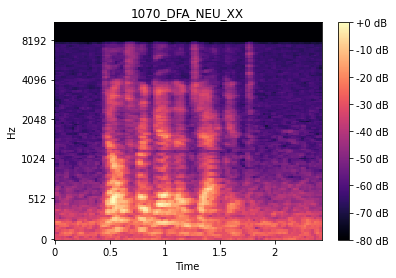 1070_DFA_NEU_XX
+0 dB
8192
-10 dB
4096
-20 dB
-30 dB
2048
-40 dB
Hz
1024
-50 dB
512
-60 dB
-70 dB
0
-80 dB
0 0.5 1 1.5 2
Time